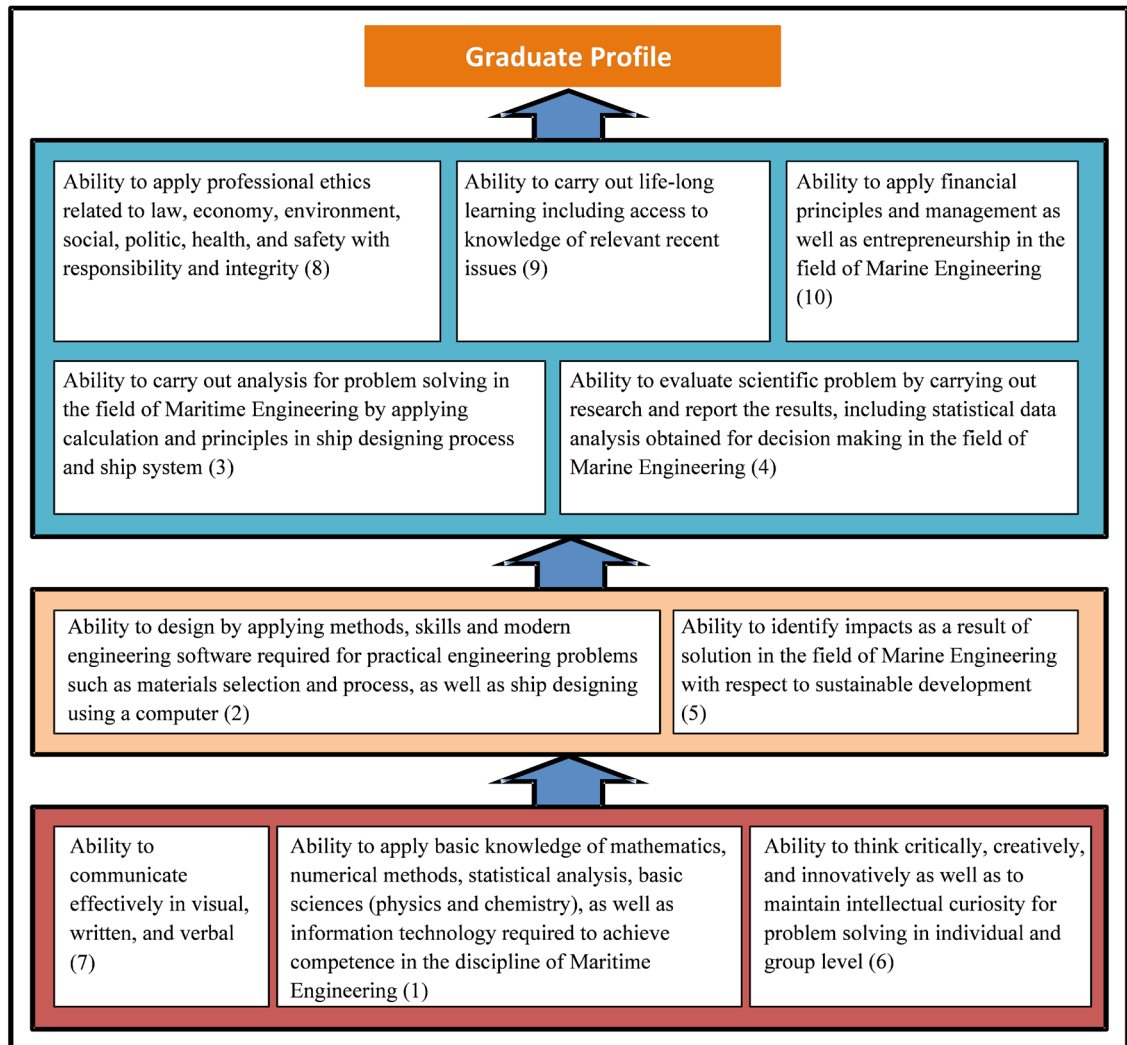 Graduate Profile
Ability to apply professional ethics
related to law, economy, environment,
social, politic, health, and safety with
responsibility and integrity (8)
Ability to carry out life-long
learning including access to
knowledge of relevant recent
issues (9)
Ability to apply financial
principles and management as
well as entrepreneurship in the
field of Marine Engineering
(10)
Ability to carry out analysis for problem solving in
the field of Maritime Engineering by applying
calculation and principles in ship designing process
and ship system (3)
Ability to evaluate scientific problem by carrying out
research and report the results, including statistical data
analysis obtained for decision making in the field of
Marine Engineering (4)
Ability to design by applying methods, skills and modern
engineering software required for practical engineering problems
such as materials selection and process, as well as ship designing
using a computer (2)
Ability to identify impacts as a result of
solution in the field of Marine Engineering
with respect to sustainable development
(5)
Ability to
communicate
effectively in visual,
written, and verbal
(7)
Ability to apply basic knowledge of mathematics,
numerical methods, statistical analysis, basic
sciences (physics and chemistry), as well as
information technology required to achieve
competence in the discipline of Maritime
Engineering (1)
Ability to think critically, creatively,
and innovatively as well as to
maintain intellectual curiosity for
problem solving in individual and
group level (6)